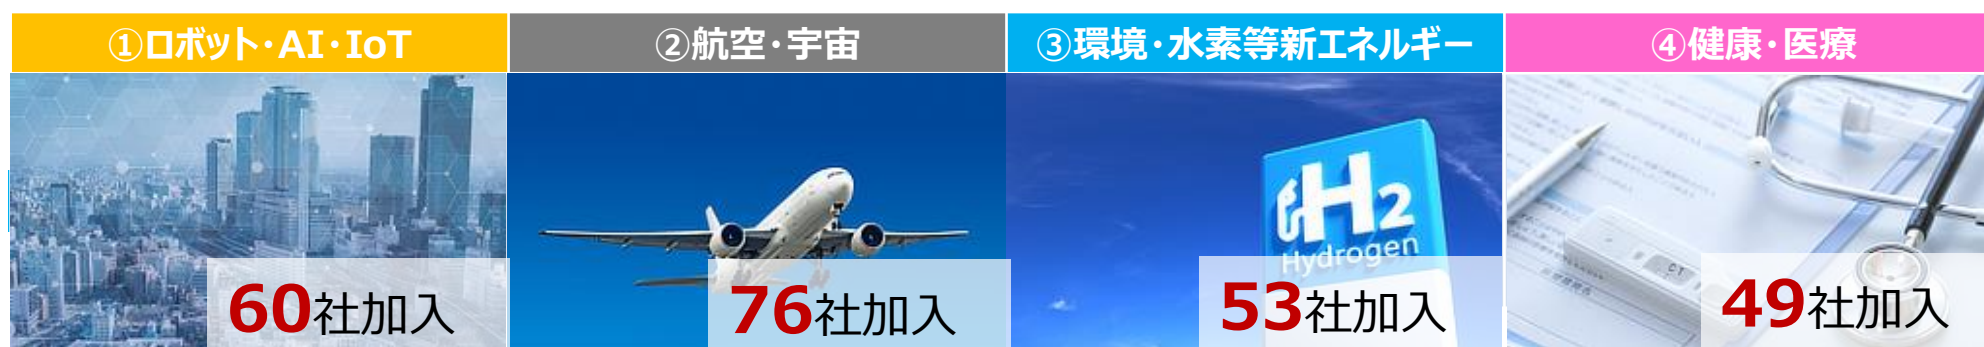 ①ロボット・AI・IoT
60社加入
②航空・宇宙
76社加入
③環境・水素等新エネルギー
H2
Hydrogen
53社加入
④健康・医療
CT
49社加入